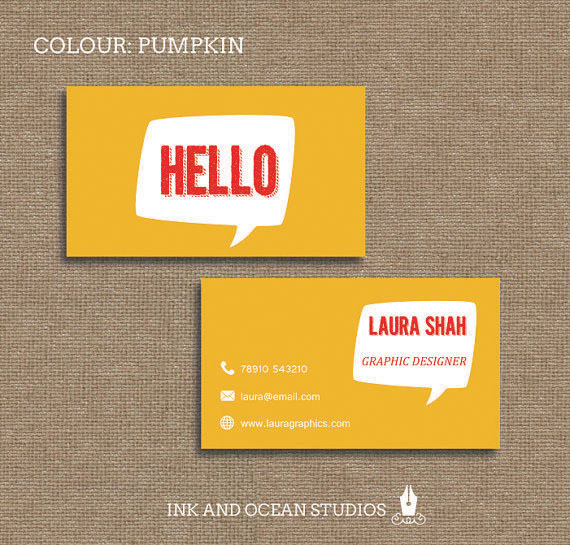 COLOUR: PUMPKIN
HELLO
LAURA SHAH
GRAPHIC DESIGNER
78910 543210
laura@email.com
www.lauragraphics.com
INK AND OCEAN STUDIOS